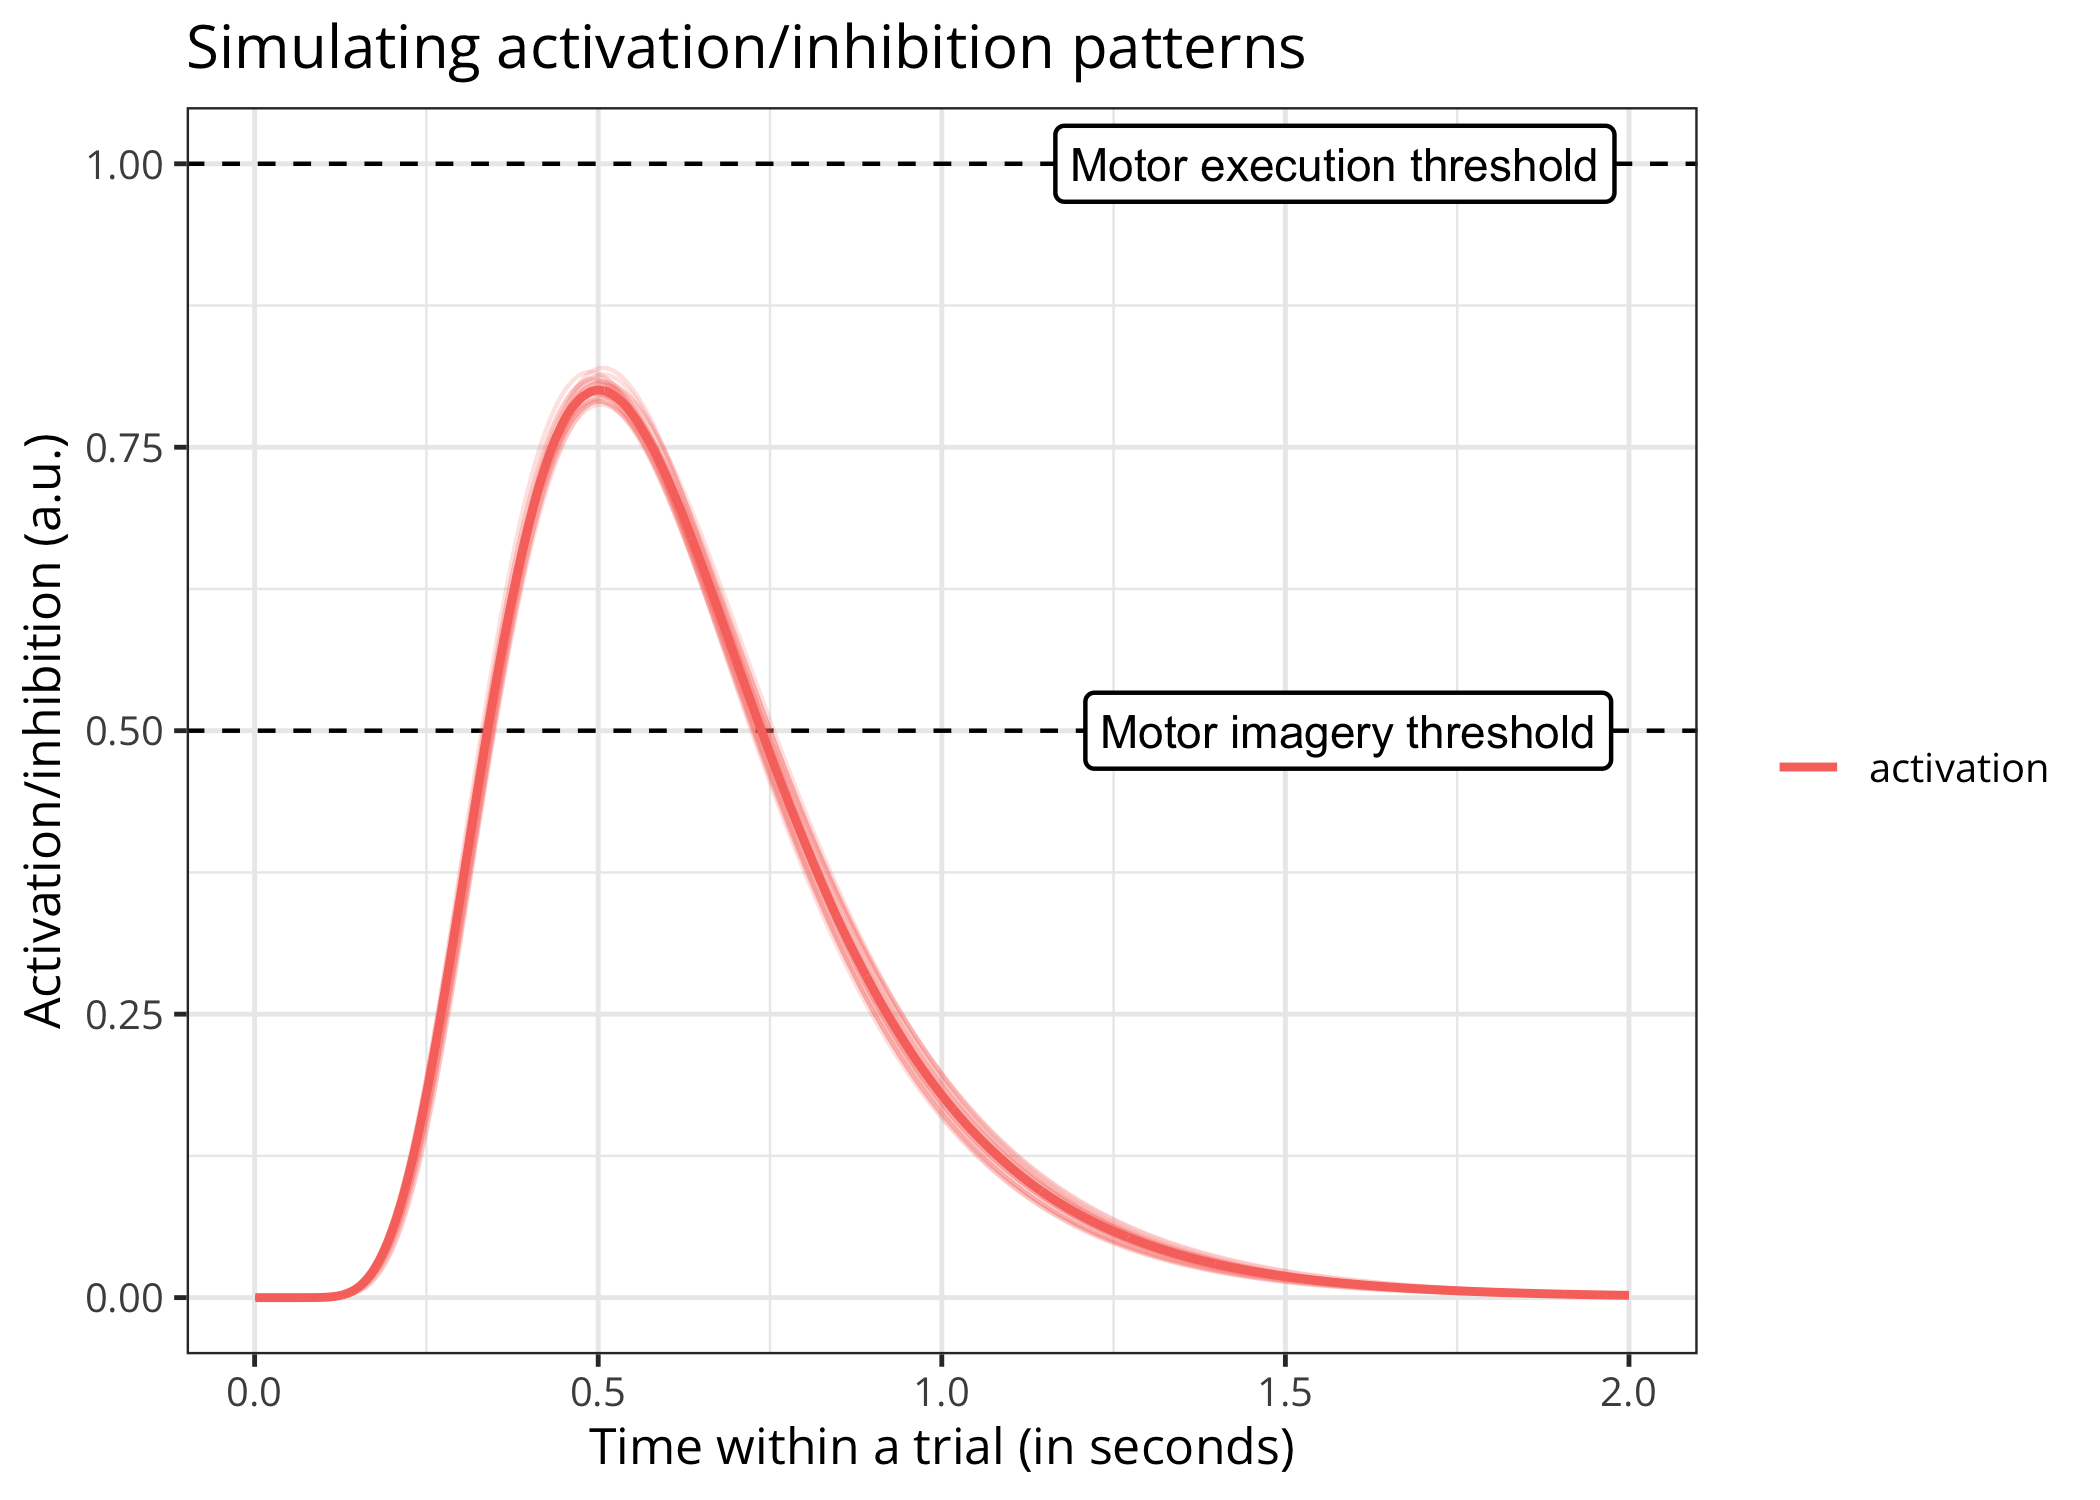 Simulating activation/inhibition patterns
Activation/inhibition (a.u.)
1.00
0.75
0.50
0.25
0.00
Motor execution threshold
Motor imagery threshold
activation
0.0 0.5 1.0 1.5 2.0
Time within a trial (in seconds)